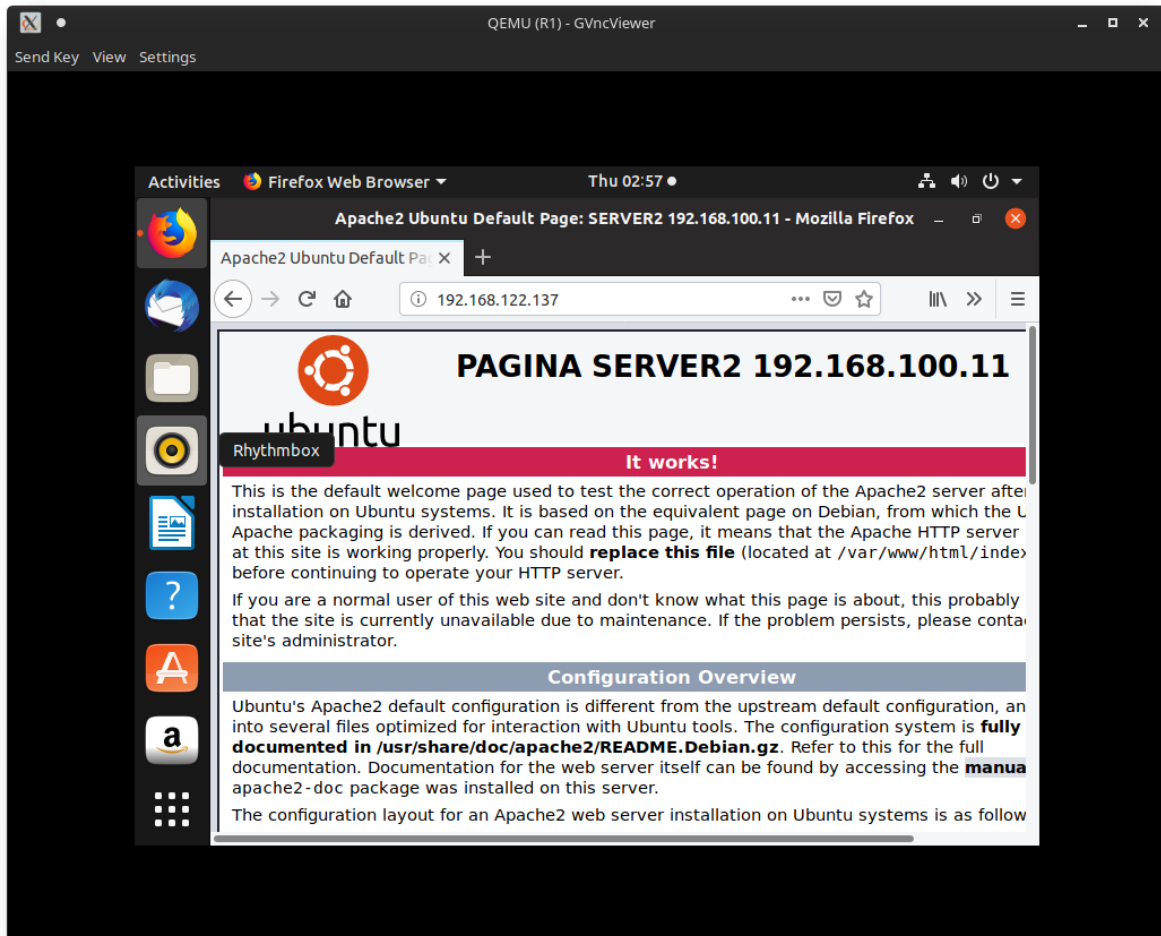 QEMU (R1) - GVncViewer
Send Key View Settings
Activities Firefox Web Browser Thu 02:57
Apache2 Ubuntu Default Page: SERVER2 192.168.100.11 - Mozilla Firefox
Apache2 Ubuntu Default Pa
192.168.122.137
PAGINA SERVER2 192.168.100.11
ubuntu
Rhythmbox
It works!
This is the default welcome page used to test the correct operation of the Apache2 server after
installation on Ubuntu systems. It is based on the equivalent page on Debian, from which the U
Apache packaging is derived. If you can read this page, it means that the Apache HTTP server
at this site is working properly. You should replace this file (located at /var/www/html/index
before continuing to operate your HTTP server.
If you are a normal user of this web site and don't know what this page is about, this probably
that the site is currently unavailable due to maintenance. If the problem persists, please conta
site's administrator.
Configuration Overview
Ubuntu's Apache2 default configuration is different from the upstream default configuration, an
into several files optimized for interaction with Ubuntu tools. The configuration system is fully
documented in /usr/share/doc/apache2/README.Debian.gz. Refer to this for the full
documentation. Documentation for the web server itself can be found by accessing the manua
apache2-doc package was installed on this server.
The configuration layout for an Apache2 web server installation on Ubuntu systems is as follow